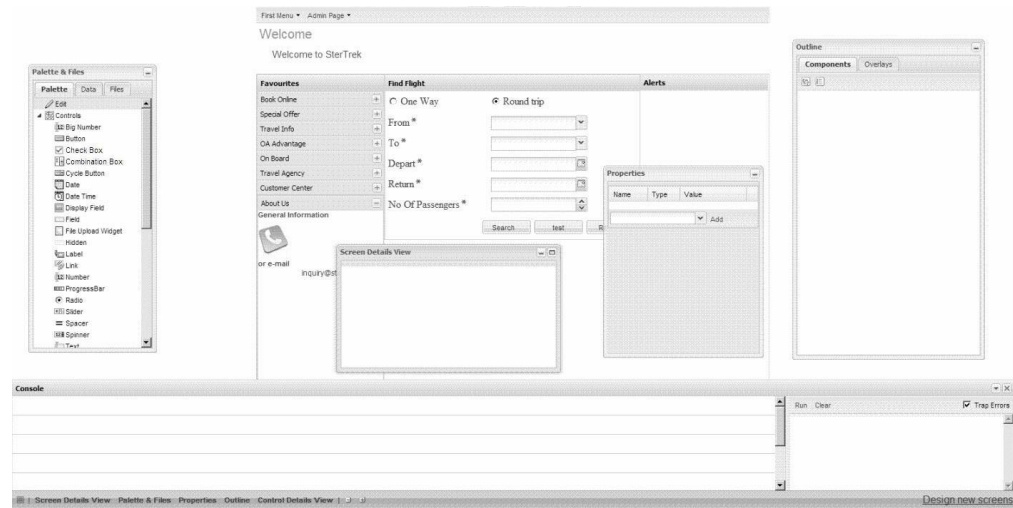 First Menu Admin Page
Welcome
Welcome to SterTrek
Palette & Files
Palette Data Files
Edit
Controls
Big Number
Button
Check Box
Combination Box
Cycle Button
Date
Date Time
Display Field
Field
File Upload Widget
Hidden
Label
Link
Number
ProgressBar
Radio
Slider
Spacer
Spinner
Text
Favourites
Book Online
Special Offer
Travel Info
OA Advantage
On Board
Travel Agency
Customer Center
About Us
General Information
or e-mail
inquiry@st
Find Flight
One Way Round trip
From *
To *
Depart *
Return *
No Of Passengers *
Search test R
Alerts
Screen Details View
Properties
Name Type Value
Add
Outline
Components Overlays
Console
Run Clear Trap Errors
Screen Details View Palette & Files Properties Outline Control Details View
Design new screens